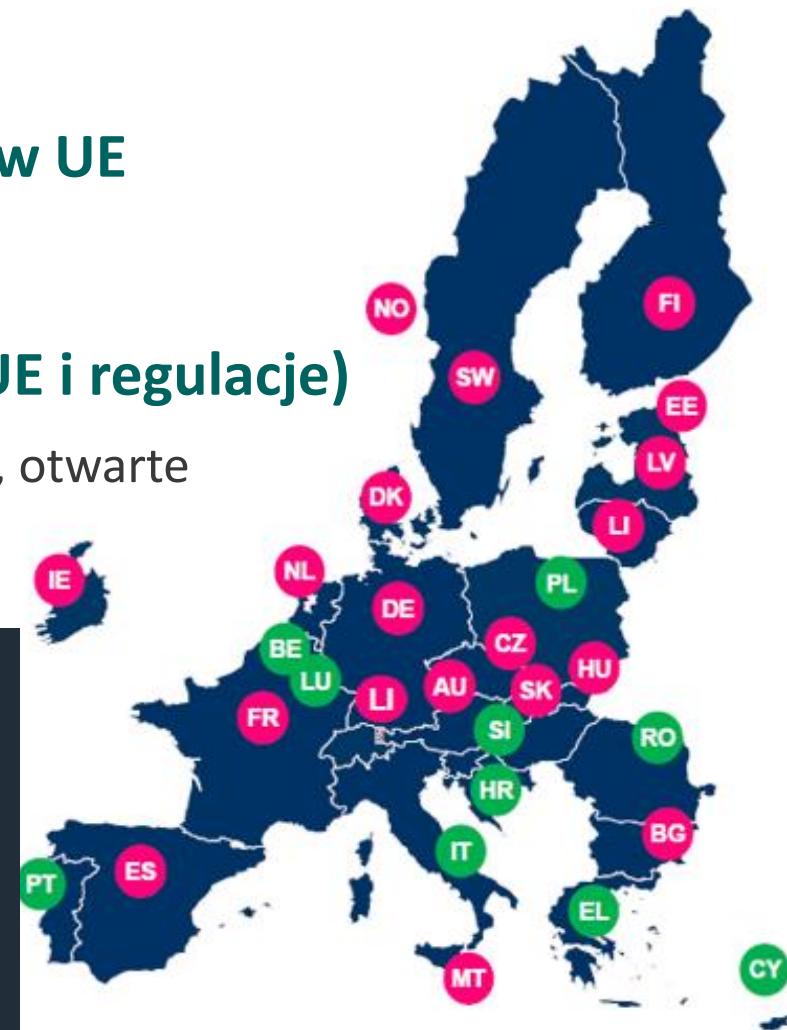 w UE
NO
FI
UE i regulacje)
SW
EE
, otwarte
LV
DK
LI
IE
NL
PL
DE
CZ
BE
HU
LU
AU
SK
LI
FR
SI
RO
HR
BG
IT
ES
PT
EL
CY
MT